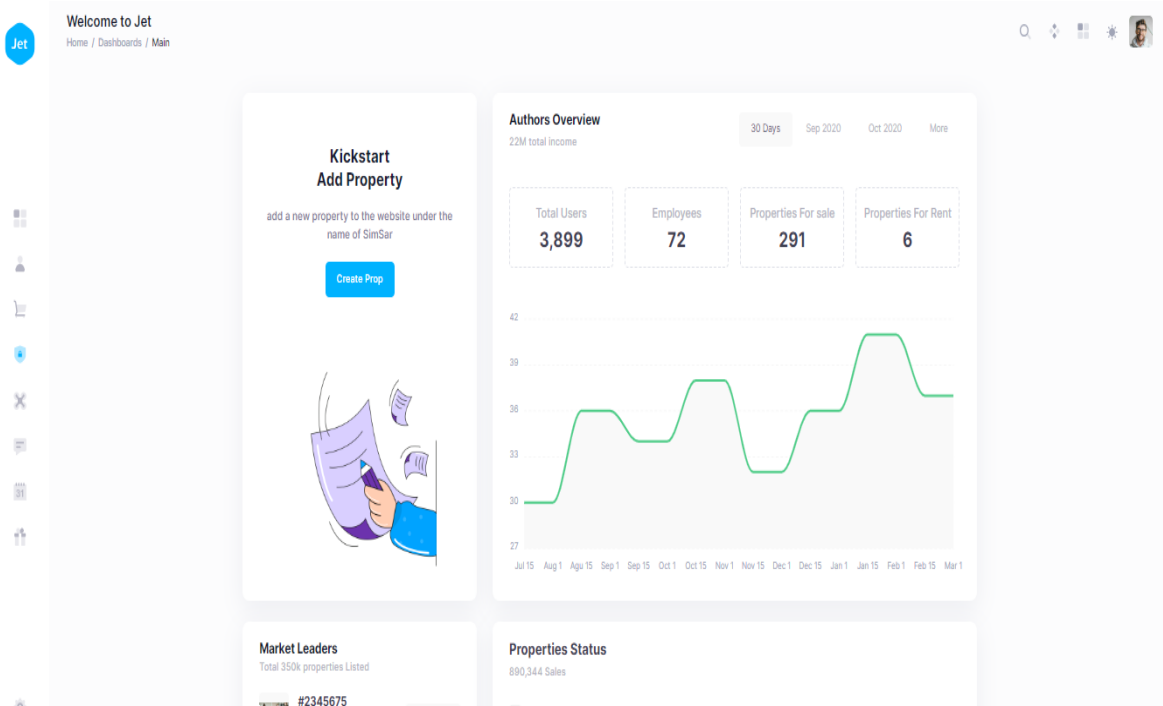 Jet
Welcome to Jet
Home / Dashboards / Main
Kickstart
Add Property
add a new property to the website under the
name of SimSar
Create Prop
Authors Overview
22M total income
30 Days
Sep 2020
Oct 2020
More
Total Users
3,899
Employees
72
Properties For sale
291
Properties For Rent
6
42
39
36
33
30
27
Jul 15 Aug 1 Agu 15 Sep 1 Sep 15 Oct 1 Oct 15 Nov 1 Nov 15 Dec 1 Dec 15 Jan 1 Jan 15 Feb 1 Feb 15 Mar 1
31
Market Leaders
Total 350k properties Listed
#2345675
Properties Status
890,344 Sales